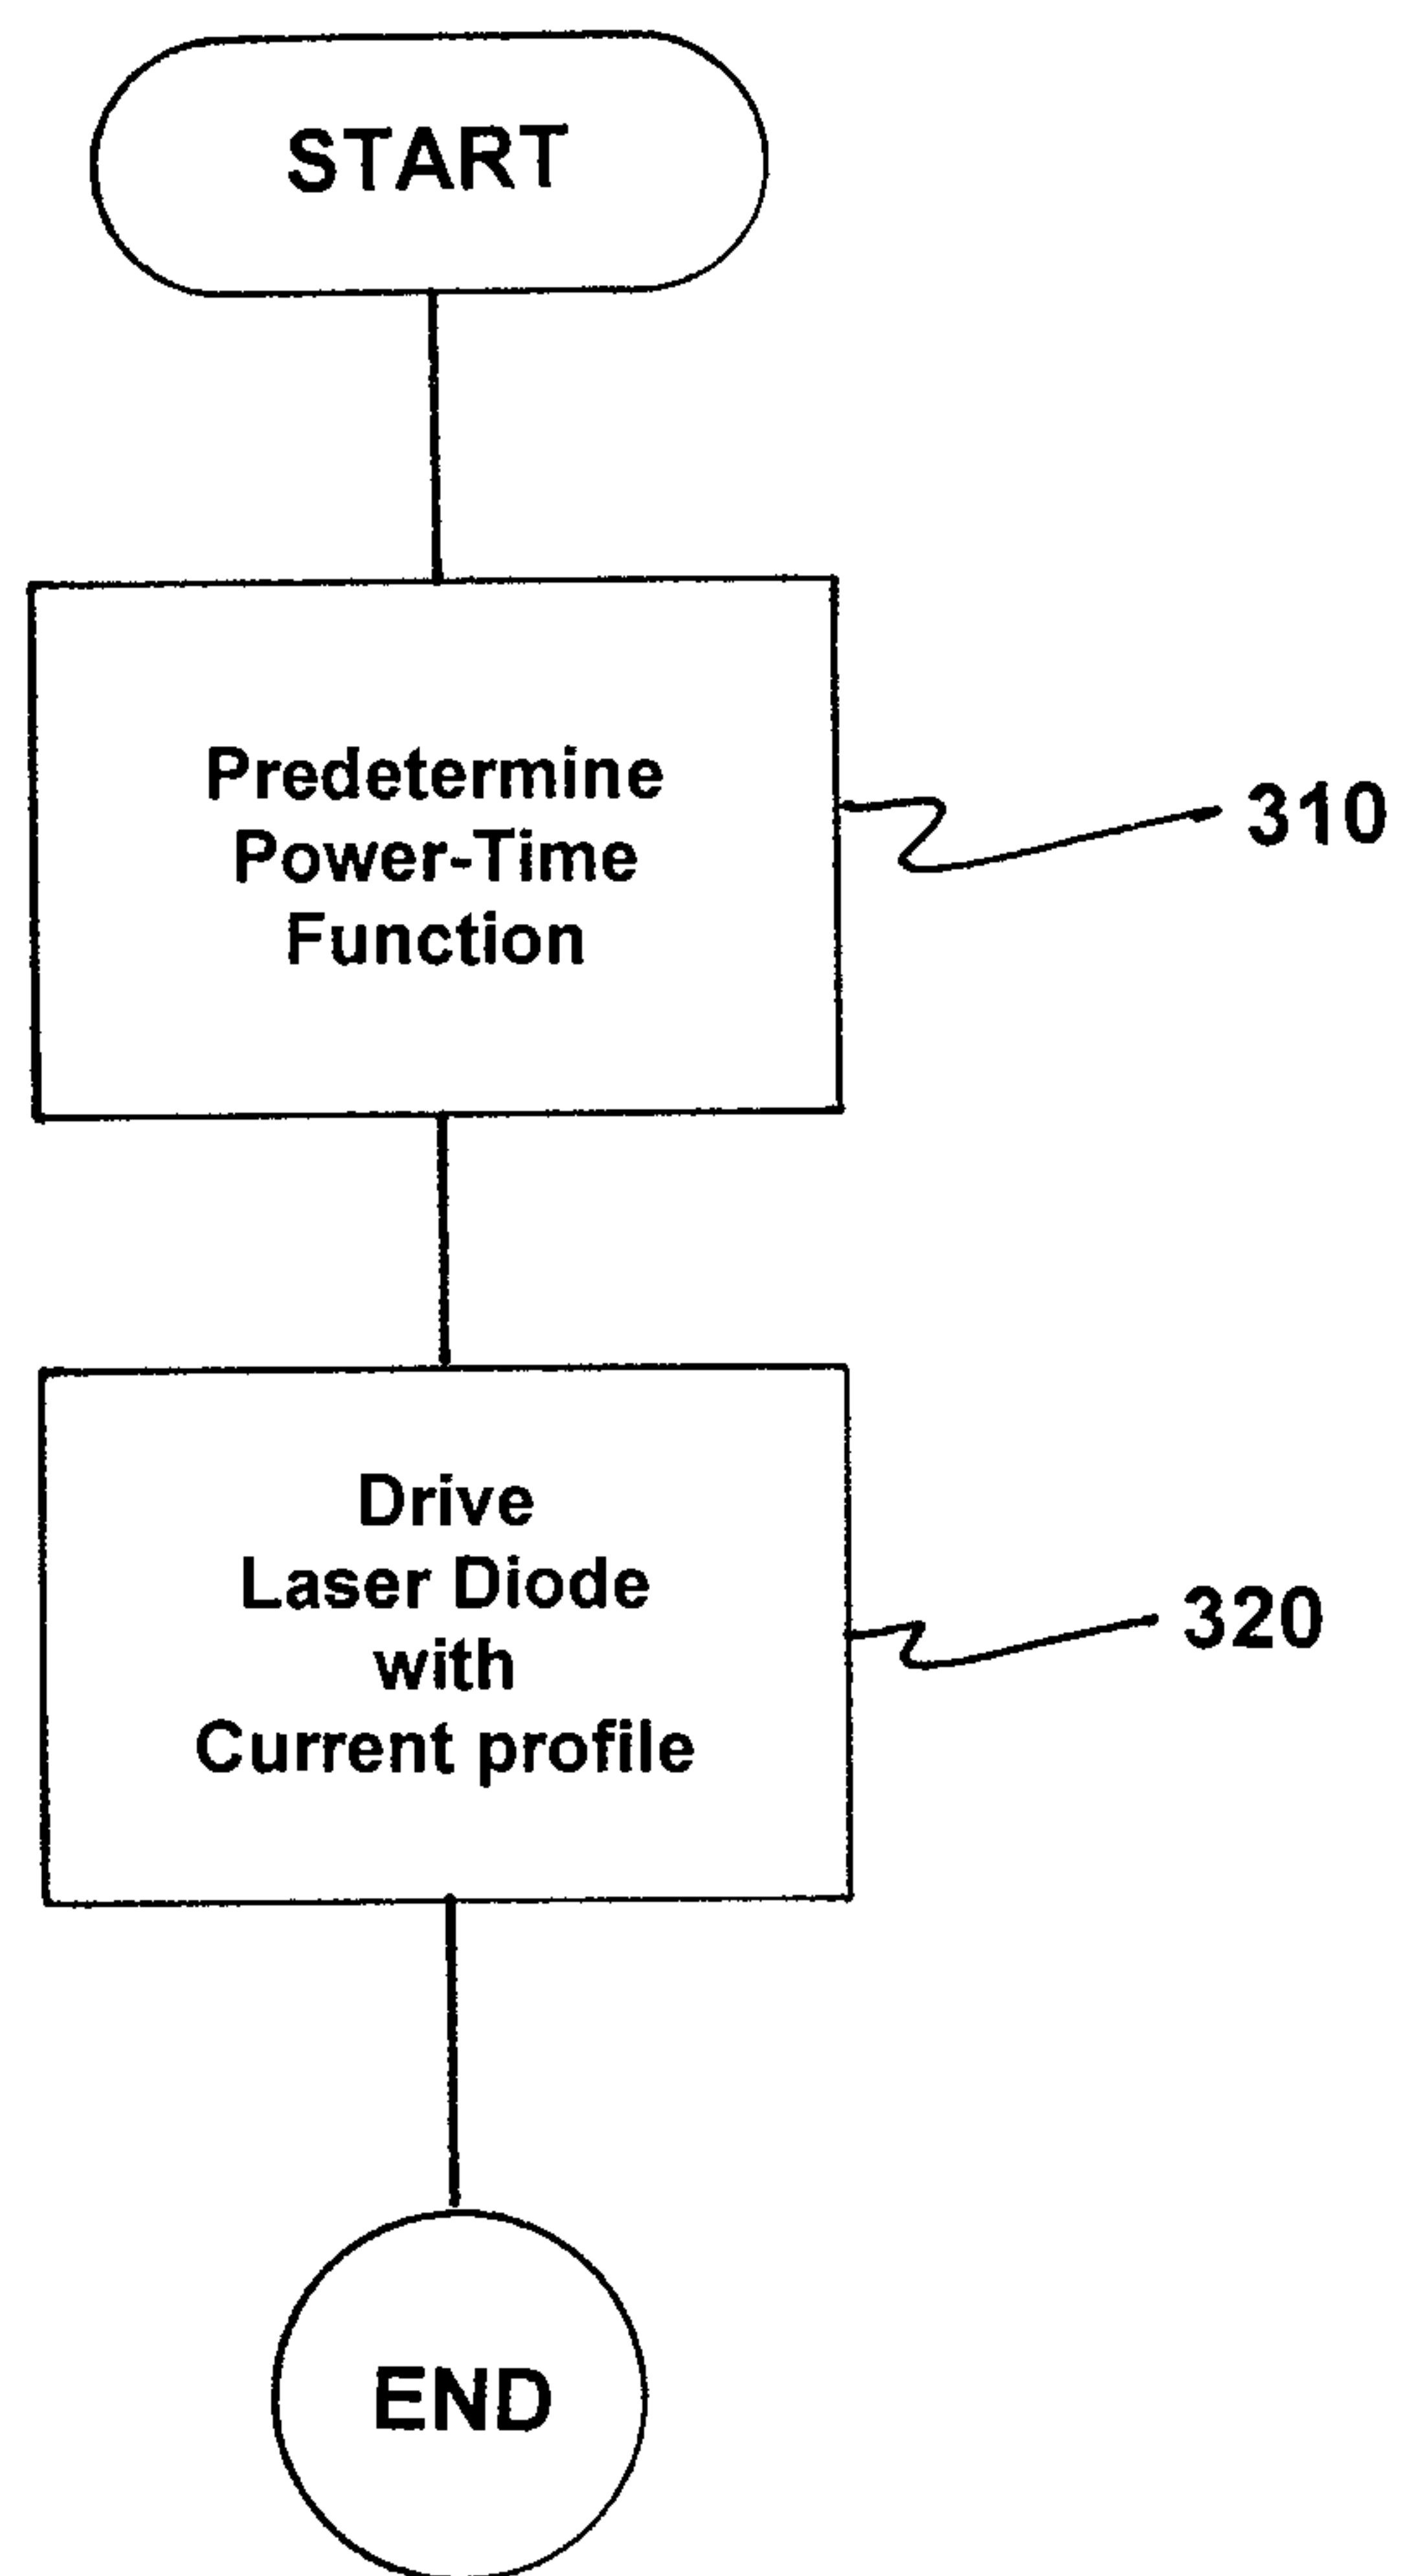 START
Predetermine
Power-Time
Function
310
Drive
Laser Diode
with
Current profile
320
END